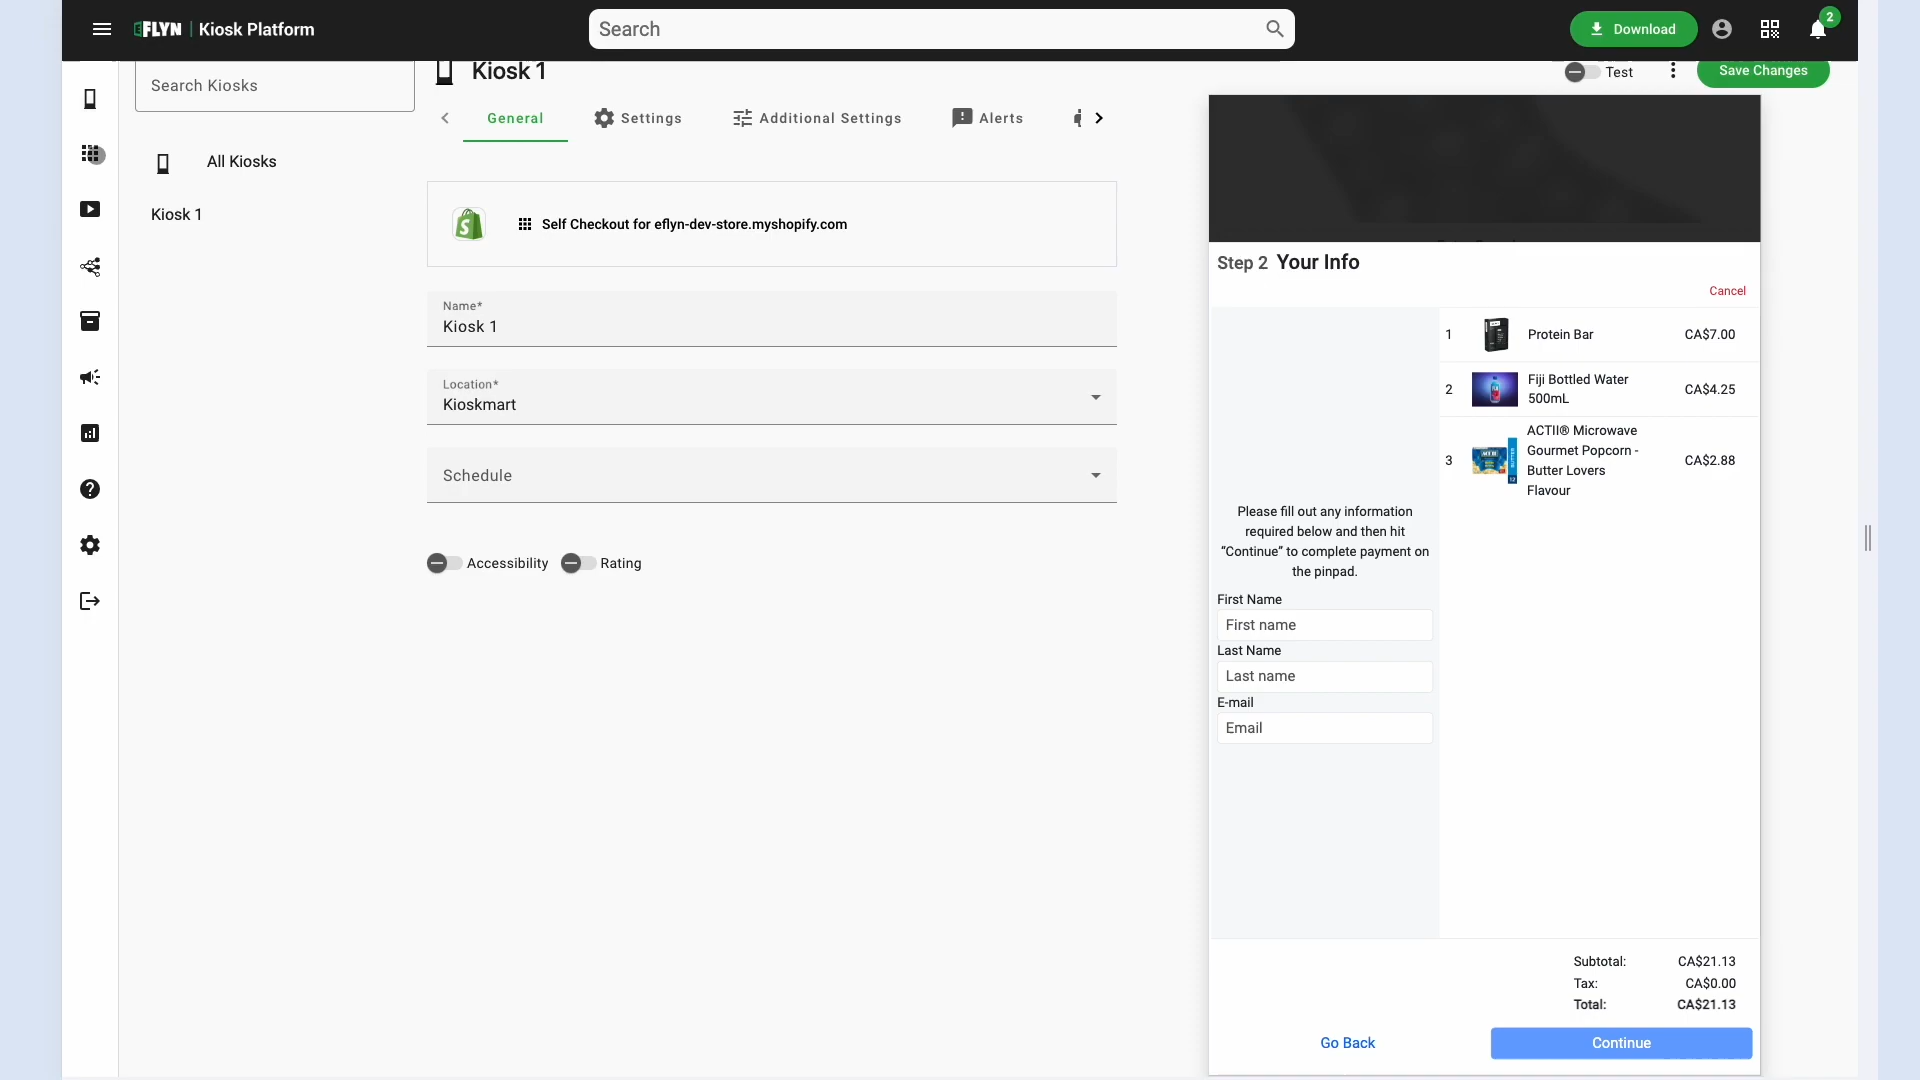 EFLYN | Kiosk Platform
Search
Download
2
Search Kiosks
Kiosk 1
Test
Save Changes
General
Settings
Additional Settings
Alerts
All Kiosks
Kiosk 1
Self Checkout for eflyn-dev-store.myshopify.com
Name*
Kiosk 1
Location*
Kioskmart
Schedule
Accessibility
Rating
Step 2 Your Info
Cancel
1 Protein Bar CA$7.00
2 Fiji Bottled Water
500mL CA$4.25
ACTII® Microwave
Gourmet Popcorn -
3 Butter Lovers CA$2.88
Flavour
Please fill out any information
required below and then hit
“Continue” to complete payment on
the pinpad.
First Name
First name
Last Name
Last name
E-mail
Email
Subtotal: CA$21.13
Tax: CA$0.00
Total: CA$21.13
Go Back
Continue